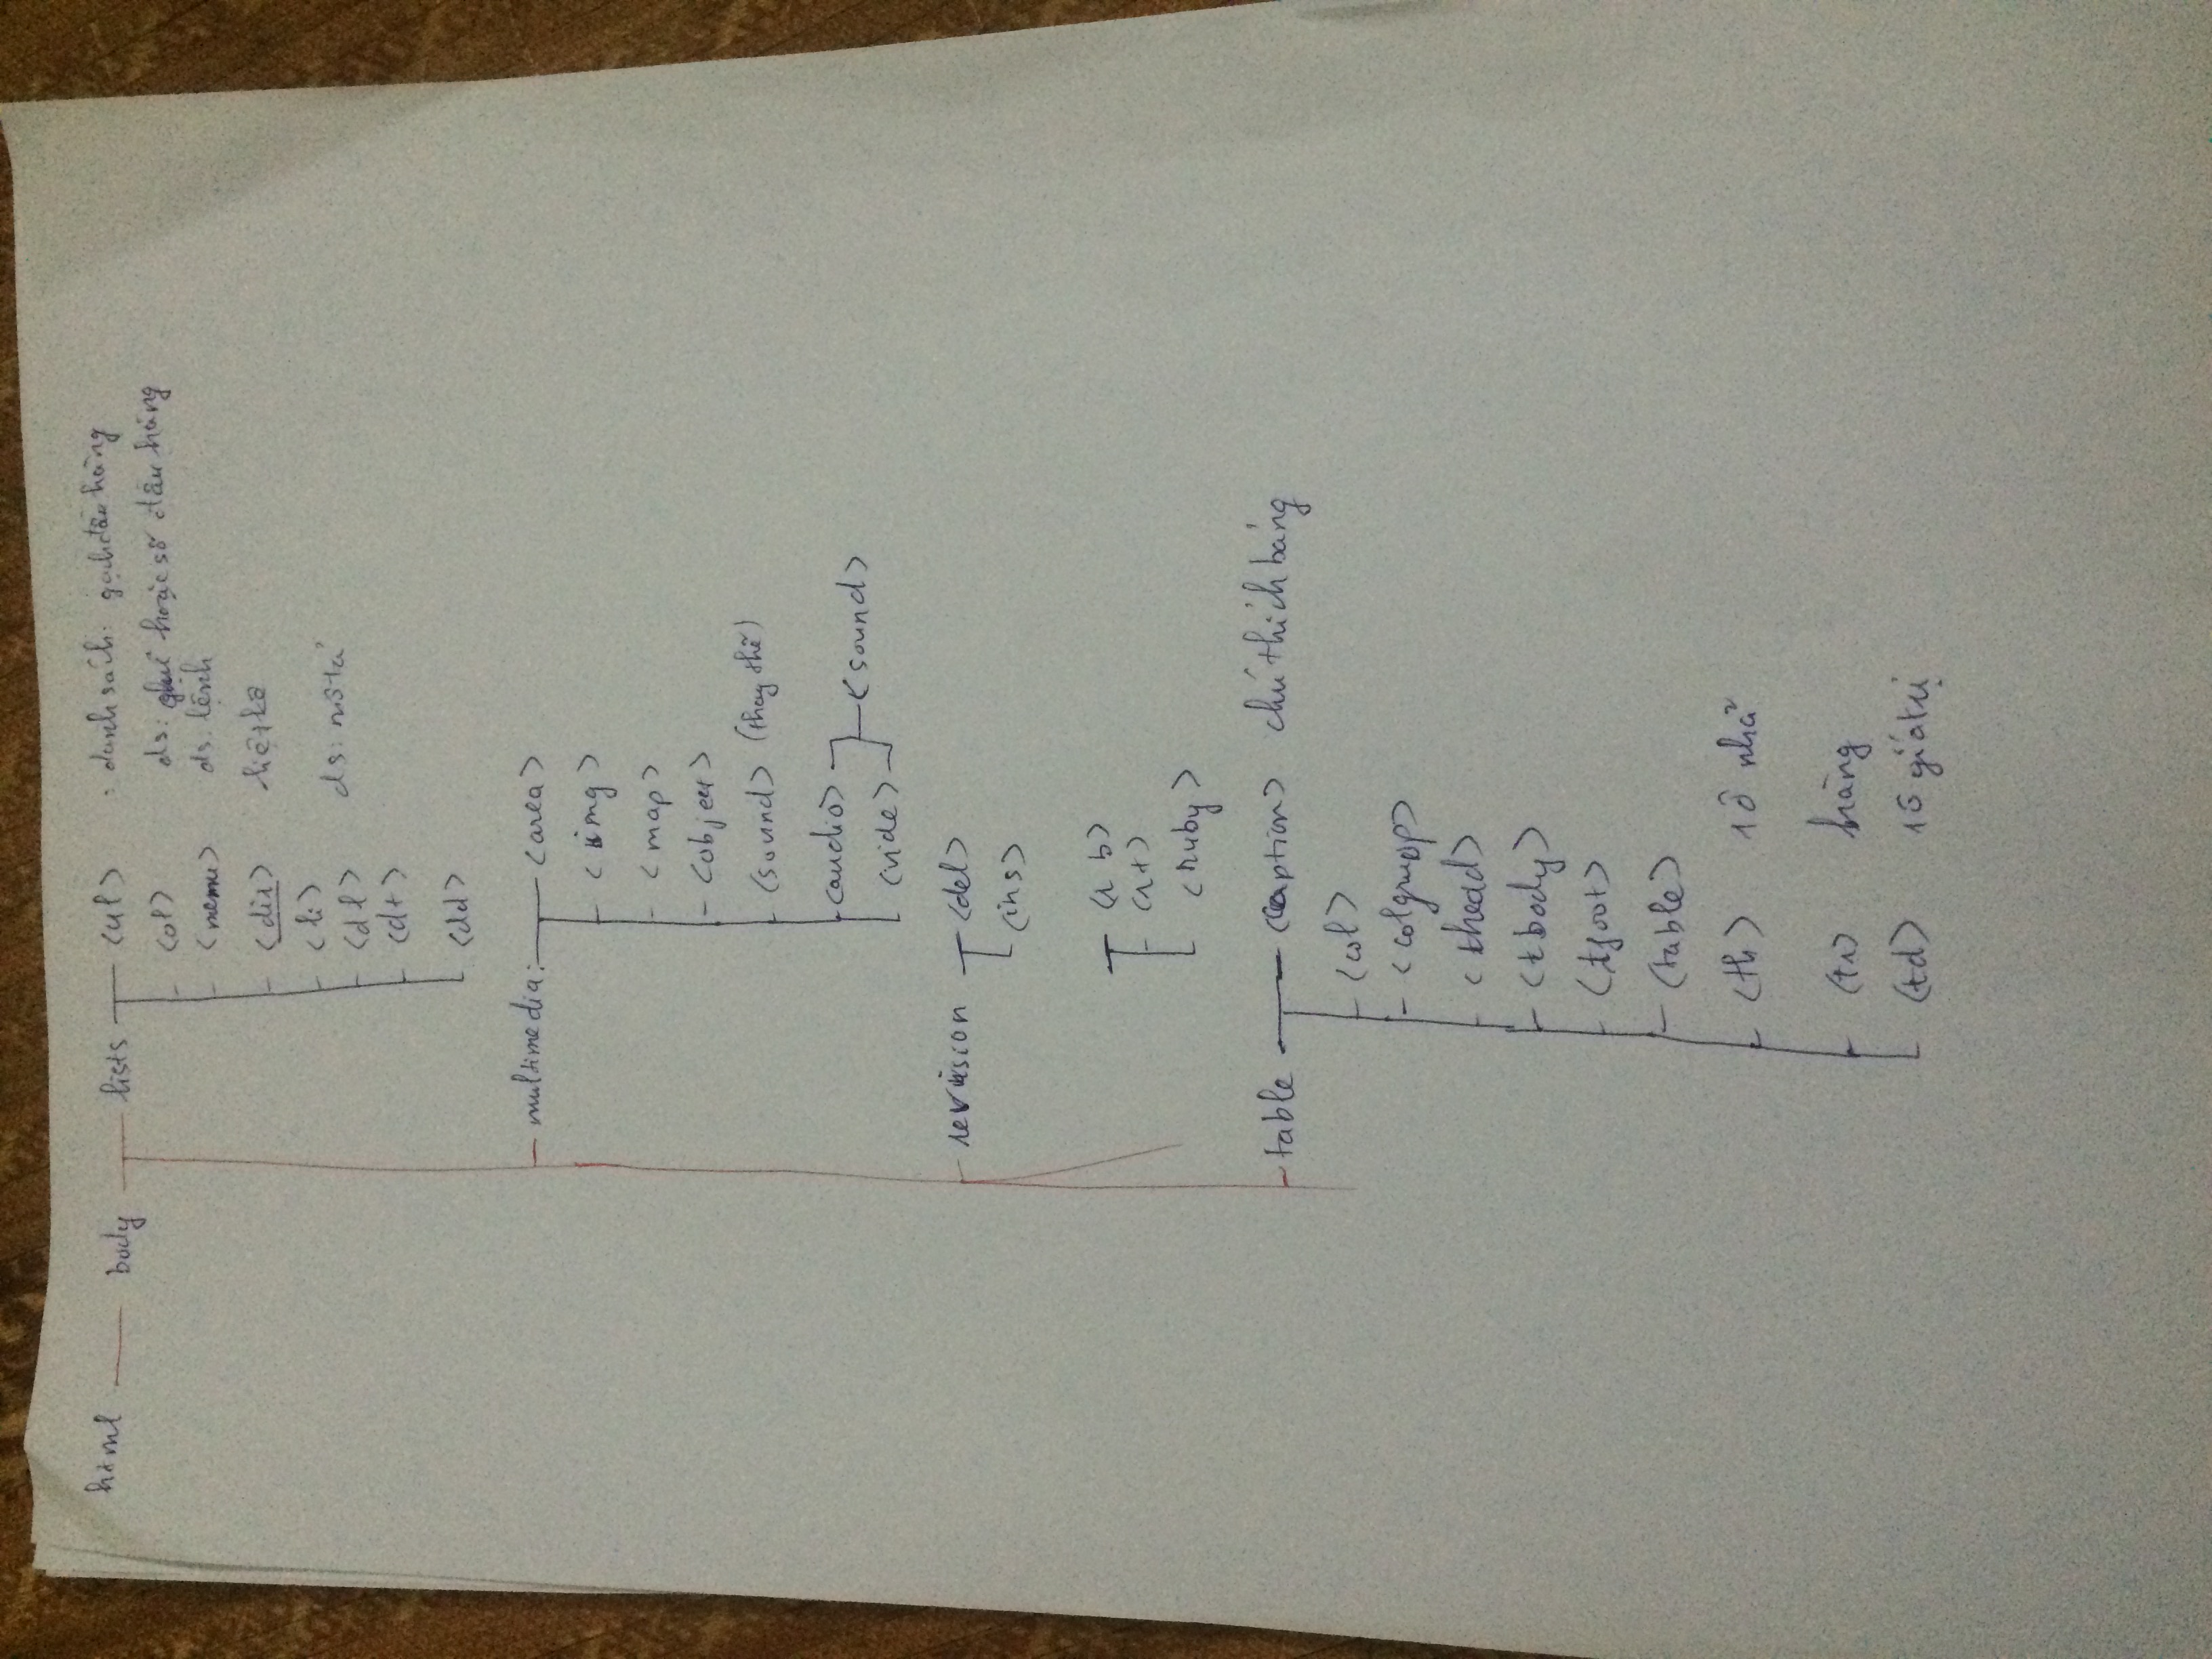 html body lists <ul> : danh sách: gạch đầu hàng
<ol> ds: hoặc số đầu hàng
<menu> ds. lệnh
<dir> liệt kê
<li>
<dl> ds: mô tả
<dt>
<dd>
multimedia: <area>
<img>
<map>
<object>
<sound> (thay thế)
<audio> <sound>
<vide>
revision <del>
<ins>
<rb>
<rt>
<ruby>
table <caption> chú thích bảng
<col>
<colgruop>
<thead>
<tbody>
<tfoot>
<table>
<th> 1 ô nhã
<tr> hàng
<td> 1 ô giá trị